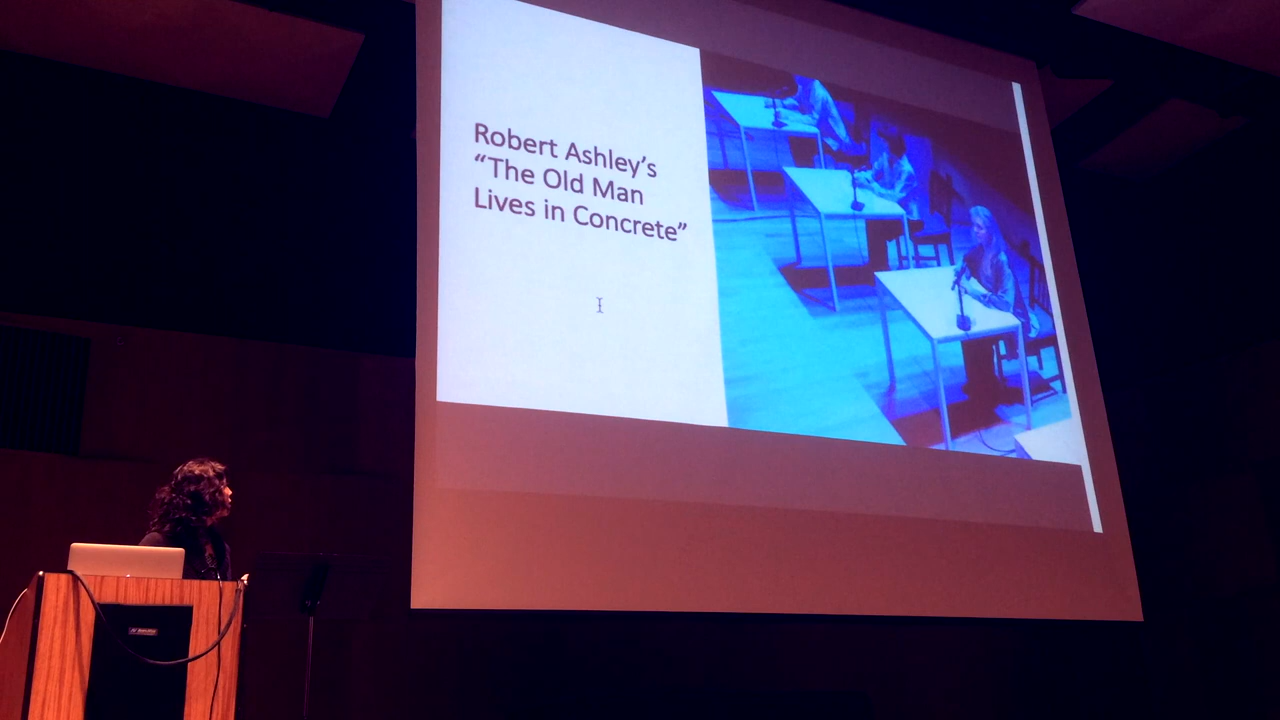 Robert Ashley’s
“The Old Man
Lives in Concrete”